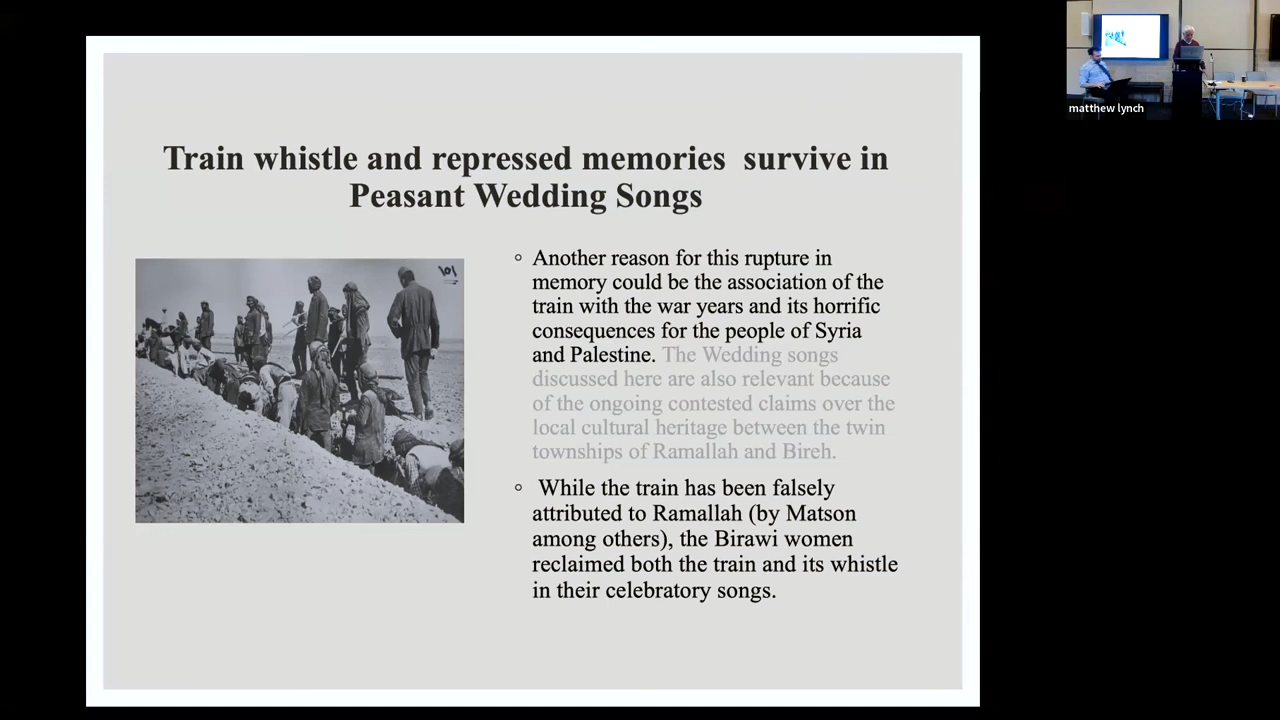 Train whistle and repressed memories  survive in
Peasant Wedding Songs
١٥١
Another reason for this rupture in
memory could be the association of the
train with the war years and its horrific
consequences for the people of Syria
and Palestine. The Wedding songs
discussed here are also relevant because
of the ongoing contested claims over the
local cultural heritage between the twin
townships of Ramallah and Bireh.
While the train has been falsely
attributed to Ramallah (by Matson
among others), the Birawi women
reclaimed both the train and its whistle
in their celebratory songs.
matthew lynch